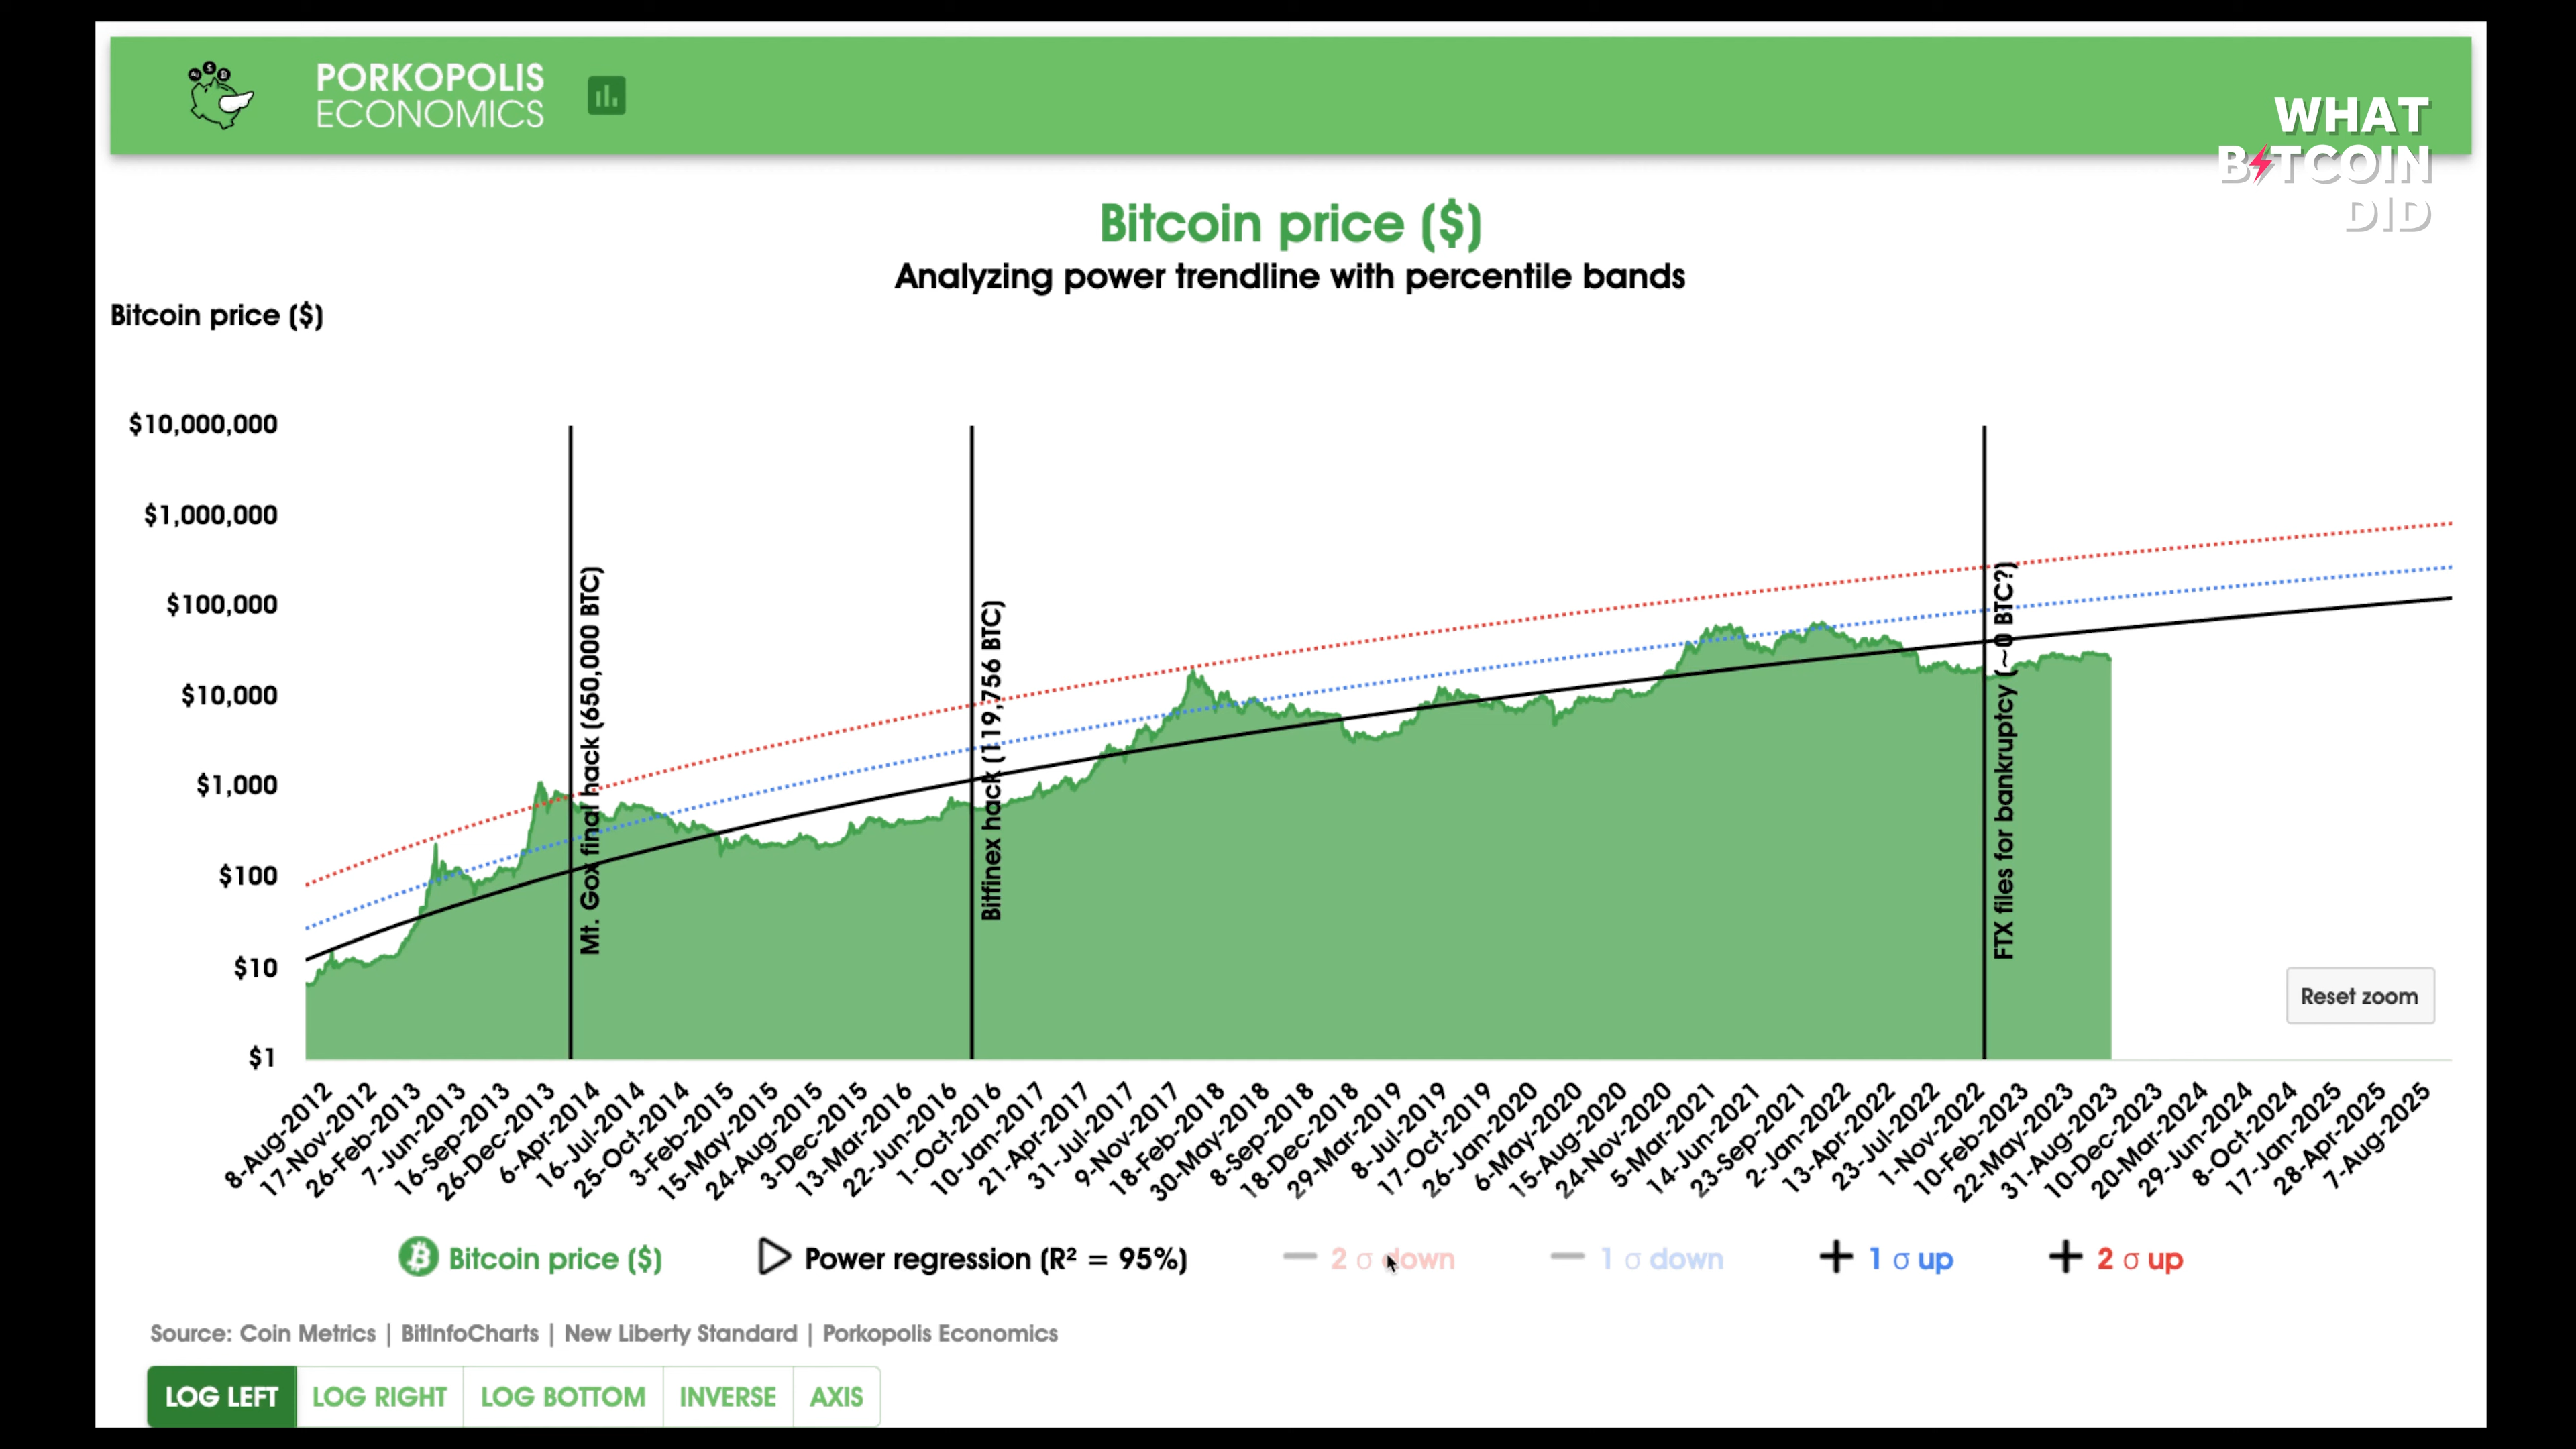 PORKOPOLIS
ECONOMICS
WHAT
BTCOIN
DID
Bitcoin price ($)
Analyzing power trendline with percentile bands
Bitcoin price ($)
$10,000,000
$1,000,000
$100,000
$10,000
$1,000
$100
$10
$1
Mt. Gox final hack (650,000 BTC)
Bitfinex hack (119,756 BTC)
FTX files for bankruptcy (~0 BTC?)
Reset zoom
8-Aug-2012
17-Nov-2012
26-Feb-2013
7-Jun-2013
16-Sep-2013
26-Dec-2013
6-Apr-2014
16-Jul-2014
25-Oct-2014
3-Feb-2015
15-May-2015
24-Aug-2015
3-Dec-2015
13-Mar-2016
22-Jun-2016
1-Oct-2016
10-Jan-2017
21-Apr-2017
31-Jul-2017
9-Nov-2017
18-Feb-2018
30-May-2018
8-Sep-2018
18-Dec-2018
29-Mar-2019
8-Jul-2019
17-Oct-2019
26-Jan-2020
6-May-2020
15-Aug-2020
24-Nov-2020
5-Mar-2021
14-Jun-2021
23-Sep-2021
2-Jan-2022
13-Apr-2022
23-Jul-2022
1-Nov-2022
10-Feb-2023
22-May-2023
31-Aug-2023
10-Dec-2023
20-Mar-2024
29-Jun-2024
8-Oct-2024
17-Jan-2025
28-Apr-2025
7-Aug-2025
Bitcoin price ($) Power regression (R² = 95%) 2 σ down 1 σ down 1 σ up 2 σ up
Source: Coin Metrics | BitInfoCharts | New Liberty Standard | Porkopolis Economics
LOG LEFT LOG RIGHT LOG BOTTOM INVERSE AXIS